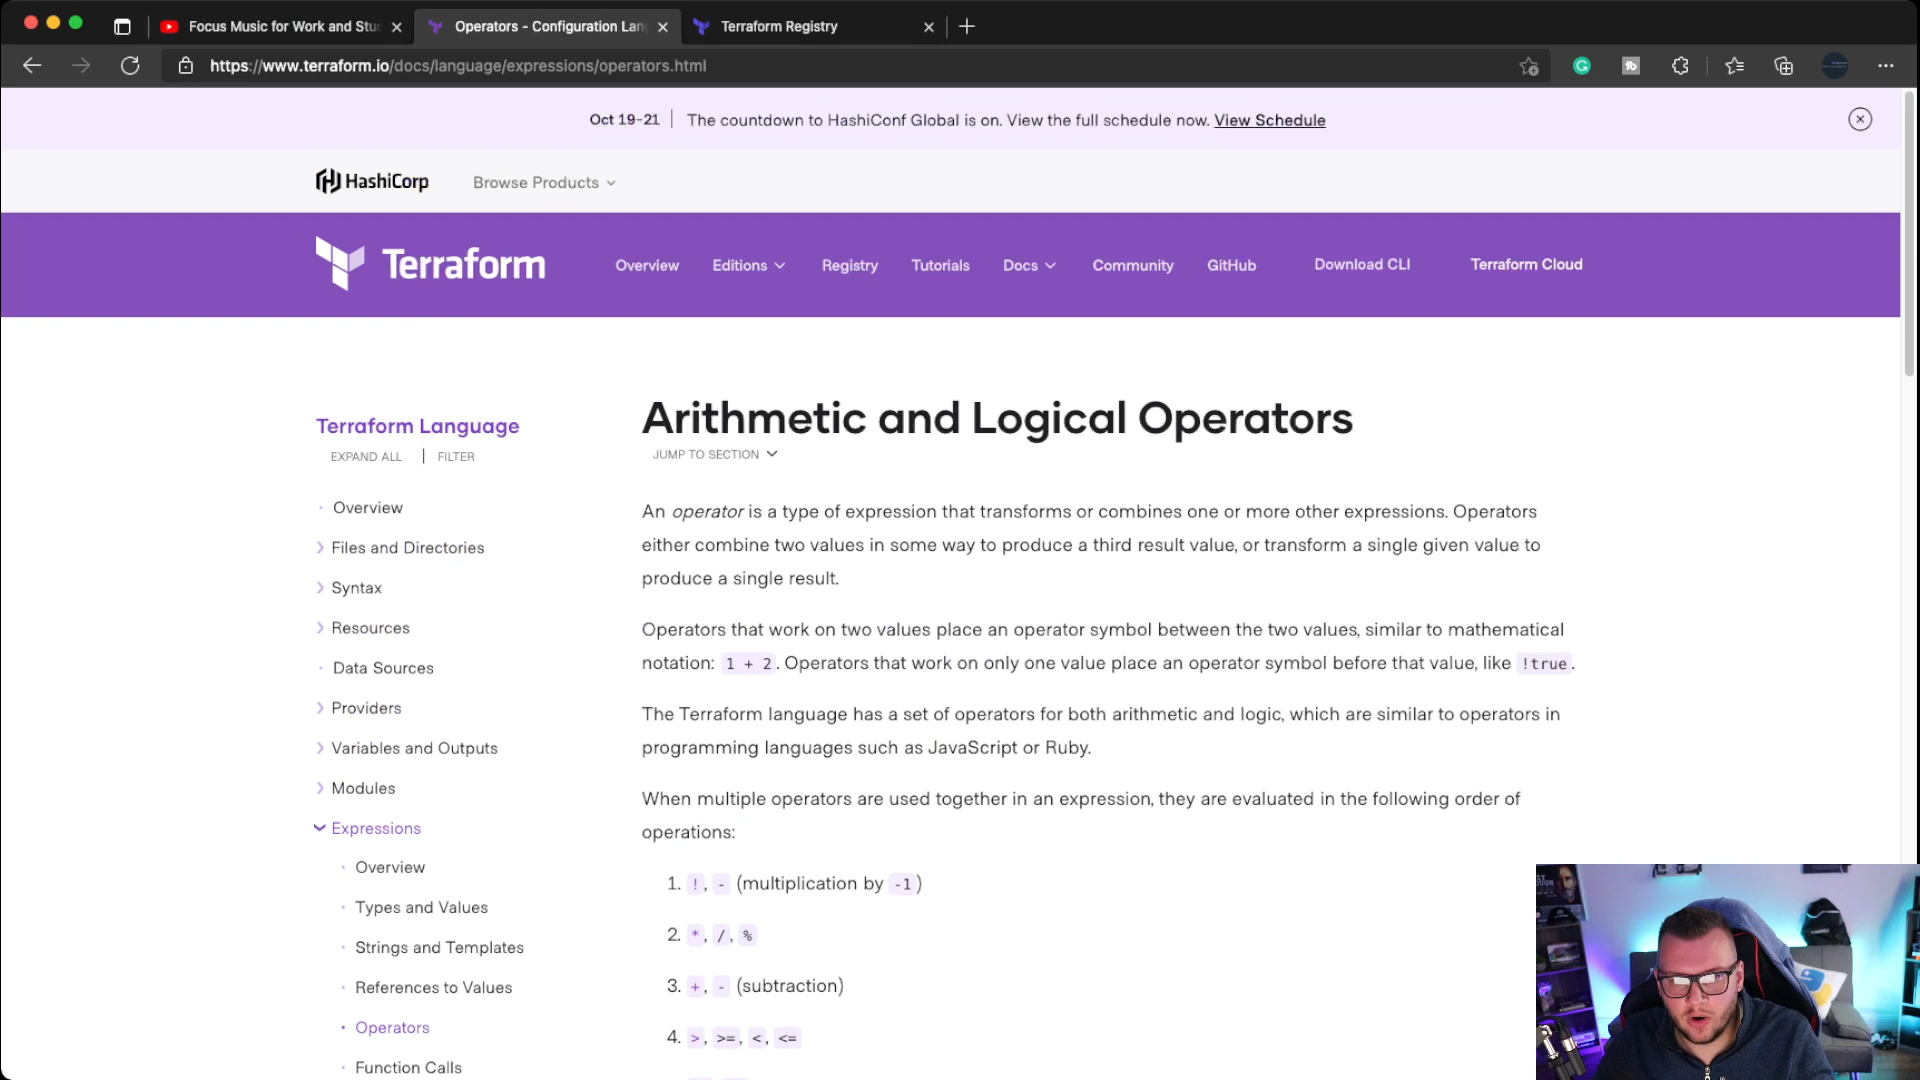 Focus Music for Work and Stu
Operators - Configuration Lan
Terraform Registry
https://www.terraform.io/docs/language/expressions/operators.html
Oct 19-21
The countdown to HashiConf Global is on. View the full schedule now. View Schedule
HashiCorp
Browse Products
Terraform
Overview
Editions
Registry
Tutorials
Docs
Community
GitHub
Download CLI
Terraform Cloud
Terraform Language
EXPAND ALL | FILTER
Overview
Files and Directories
Syntax
Resources
Data Sources
Providers
Variables and Outputs
Modules
Expressions
Overview
Types and Values
Strings and Templates
References to Values
Operators
Function Calls
Arithmetic and Logical Operators
JUMP TO SECTION
An operator is a type of expression that transforms or combines one or more other expressions. Operators
either combine two values in some way to produce a third result value, or transform a single given value to
produce a single result.
Operators that work on two values place an operator symbol between the two values, similar to mathematical
notation: 1 + 2. Operators that work on only one value place an operator symbol before that value, like !true.
The Terraform language has a set of operators for both arithmetic and logic, which are similar to operators in
programming languages such as JavaScript or Ruby.
When multiple operators are used together in an expression, they are evaluated in the following order of
operations:
1. !, - (multiplication by -1)
2. *, /, %
3. +, - (subtraction)
4. >, >=, <, <=